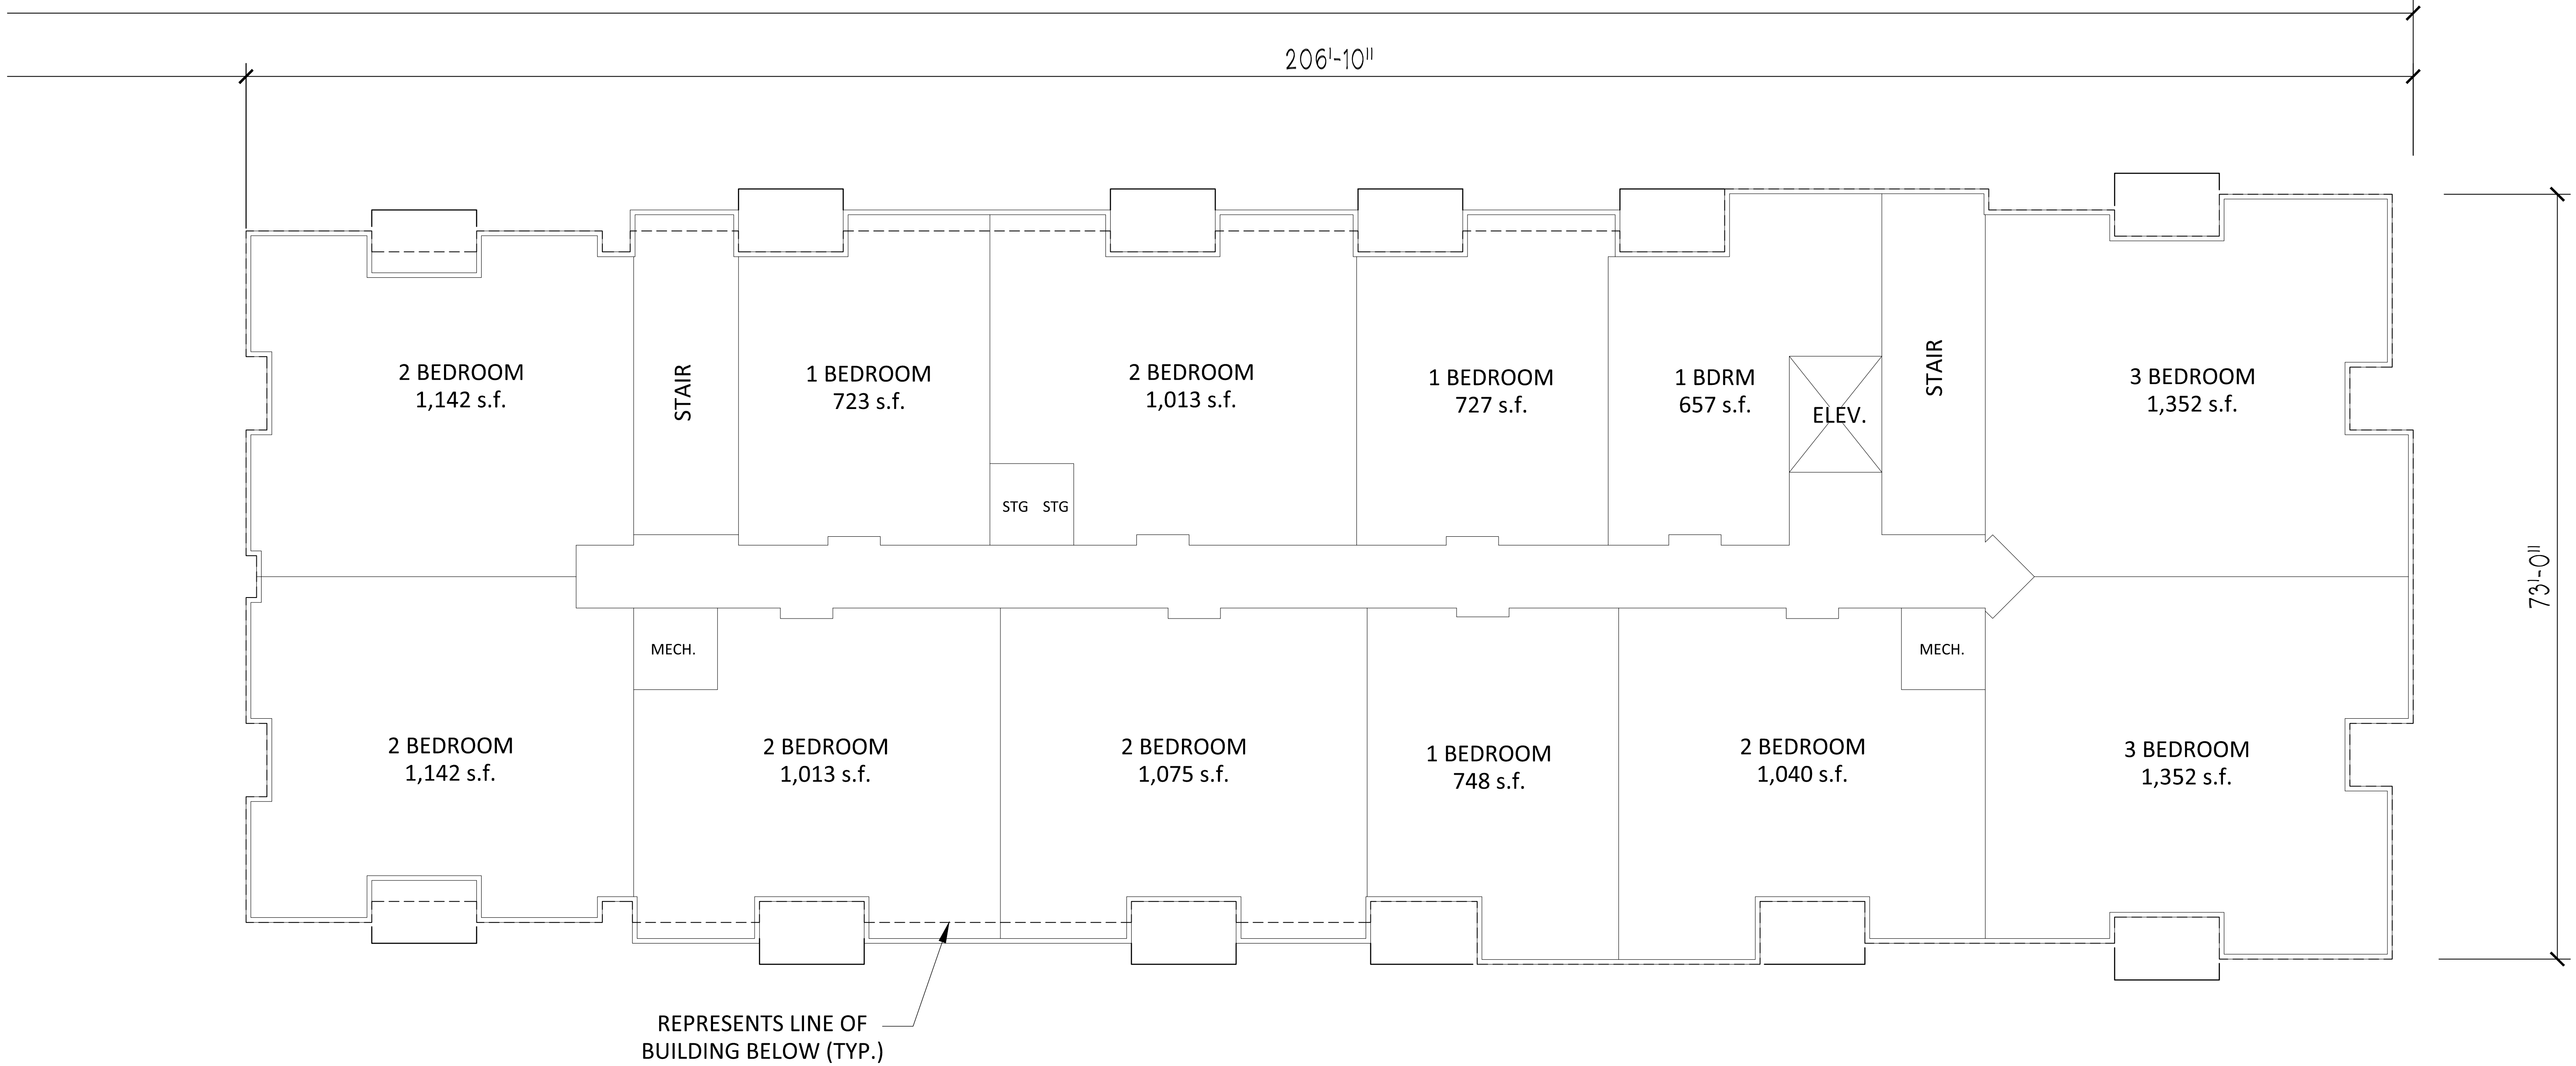 206'-10"
2 BEDROOM
1,142 s.f.
STAIR
1 BEDROOM
723 s.f.
2 BEDROOM
1,013 s.f.
1 BEDROOM
727 s.f.
1 BDRM
657 s.f.
ELEV.
STAIR
3 BEDROOM
1,352 s.f.
STG STG
73'-0"
MECH.
MECH.
2 BEDROOM
1,142 s.f.
2 BEDROOM
1,013 s.f.
2 BEDROOM
1,075 s.f.
1 BEDROOM
748 s.f.
2 BEDROOM
1,040 s.f.
3 BEDROOM
1,352 s.f.
REPRESENTS LINE OF
BUILDING BELOW (TYP.)